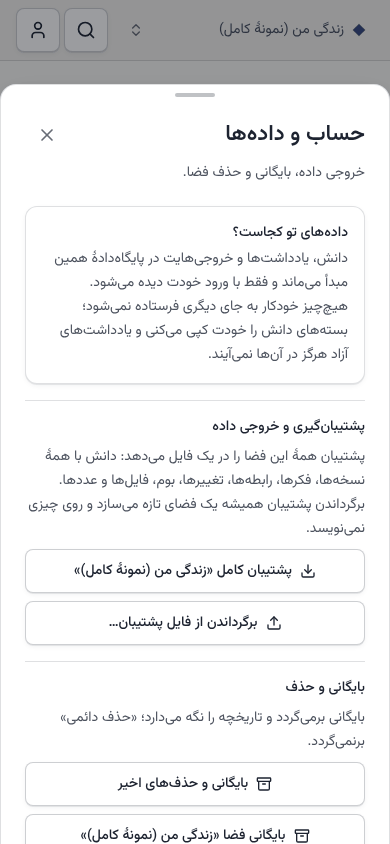 زندگی من (نمونهٔ کامل)
حساب و داده‌ها
خروجی داده، بایگانی و حذف فضا.
داده‌های تو کجاست؟
دانش، یادداشت‌ها و خروجی‌هایت در پایگاه‌دادهٔ همین
مبدأ می‌ماند و فقط با ورود خودت دیده می‌شود.
هیچ‌چیز خودکار به جای دیگری فرستاده نمی‌شود؛
بسته‌های دانش را خودت کپی می‌کنی و یادداشت‌های
آزاد هرگز در آن‌ها نمی‌آیند.
پشتیبان‌گیری و خروجی داده
پشتیبان همهٔ این فضا را در یک فایل می‌دهد: دانش با همهٔ
نسخه‌ها، فکرها، رابطه‌ها، تغییرها، بوم، فایل‌ها و عددها.
برگرداندن پشتیبان همیشه یک فضای تازه می‌سازد و روی چیزی
نمی‌نویسد.
پشتیبان کامل «زندگی من (نمونهٔ کامل)»
برگرداندن از فایل پشتیبان…
بایگانی و حذف
بایگانی برمی‌گردد و تاریخچه را نگه می‌دارد؛ «حذف دائمی»
برنمی‌گردد.
بایگانی و حذف‌های اخیر
بایگانی فضا «زندگی من (نمونهٔ کامل)»